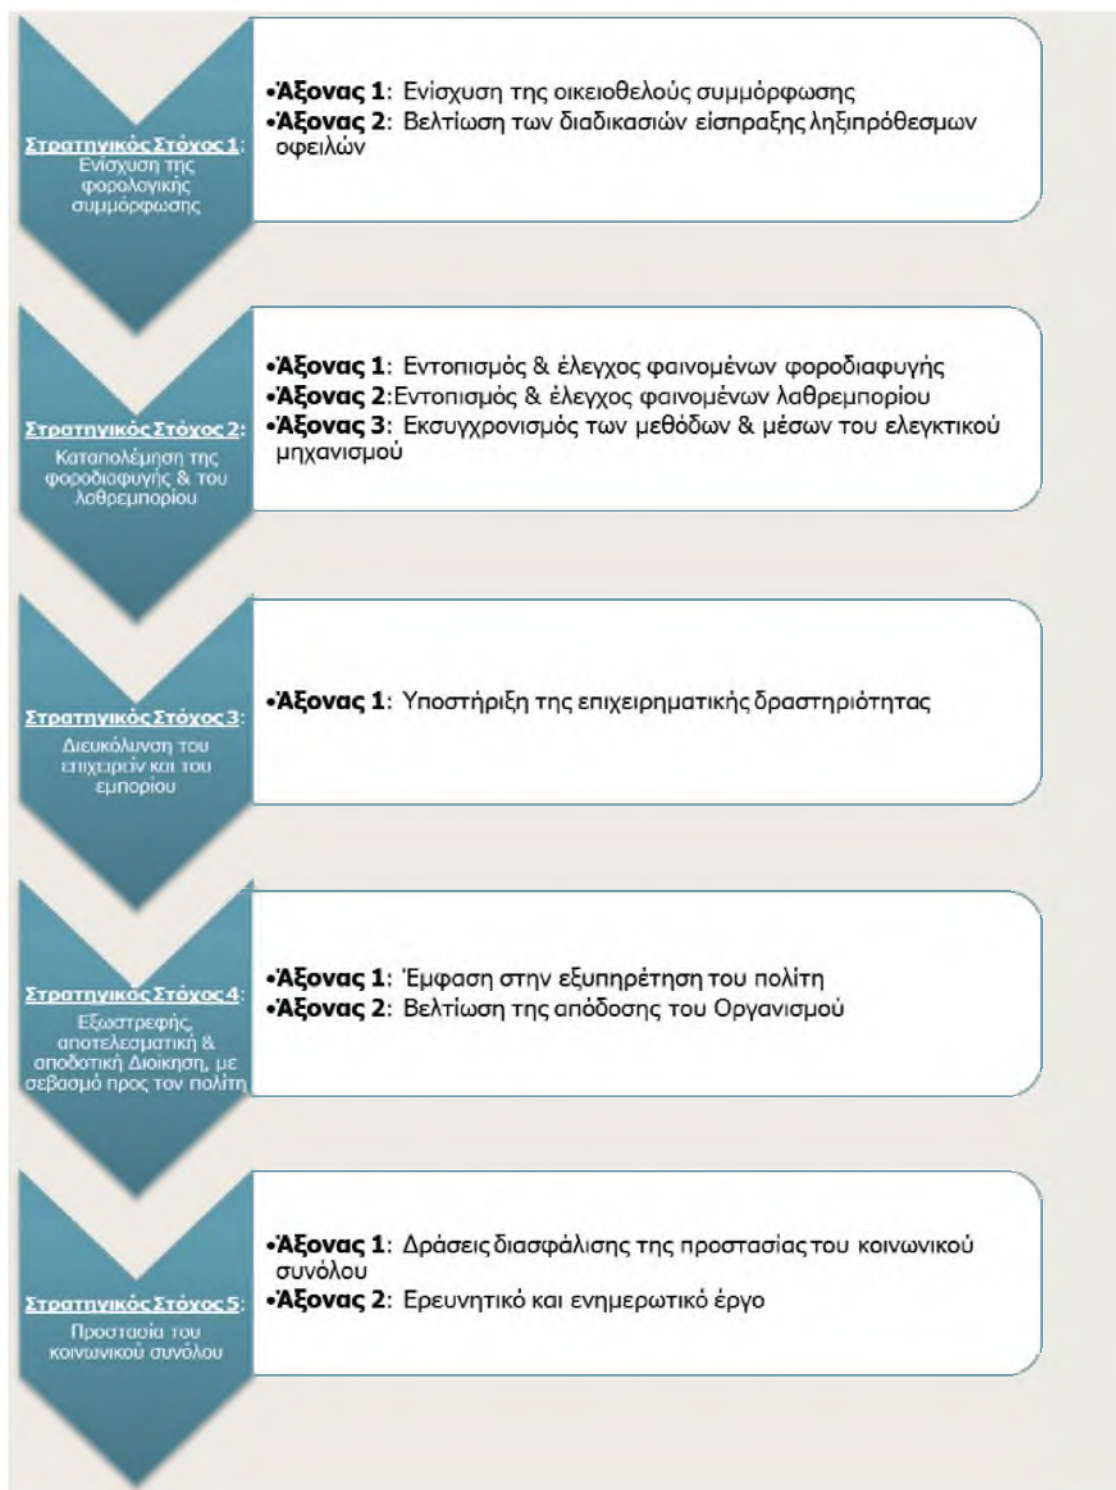 Στρατηγικός Στόχος 1:
Ενίσχυση της
φορολογικής
συμμόρφωσης
•Άξονας 1: Ενίσχυση της οικειοθελούς συμμόρφωσης
•Άξονας 2: Βελτίωση των διαδικασιών είσπραξης ληξιπρόθεσμων
οφειλών
Στρατηγικός Στόχος 2:
Καταπολέμηση της
φοροδιαφυγής & του
λαθρεμπορίου
•Άξονας 1: Εντοπισμός & έλεγχος φαινομένων φοροδιαφυγής
•Άξονας 2:Εντοπισμός & έλεγχος φαινομένων λαθρεμπορίου
•Άξονας 3: Εκσυγχρονισμός των μεθόδων & μέσων του ελεγκτικού
μηχανισμού
Στρατηγικός Στόχος 3:
Διευκόλυνση του
επιχειρείν και του
εμπορίου
•Άξονας 1: Υποστήριξη της επιχειρηματικής δραστηριότητας
Στρατηγικός Στόχος 4:
Εξωστρεφής,
αποτελεσματική &
αποδοτική Διοίκηση, με
σεβασμό προς τον πολίτη
•Άξονας 1: Έμφαση στην εξυπηρέτηση του πολίτη
•Άξονας 2: Βελτίωση της απόδοσης του Οργανισμού
Στρατηγικός Στόχος 5:
Προστασία του
κοινωνικού συνόλου
•Άξονας 1: Δράσεις διασφάλισης της προστασίας του κοινωνικού
συνόλου
•Άξονας 2: Ερευνητικό και ενημερωτικό έργο